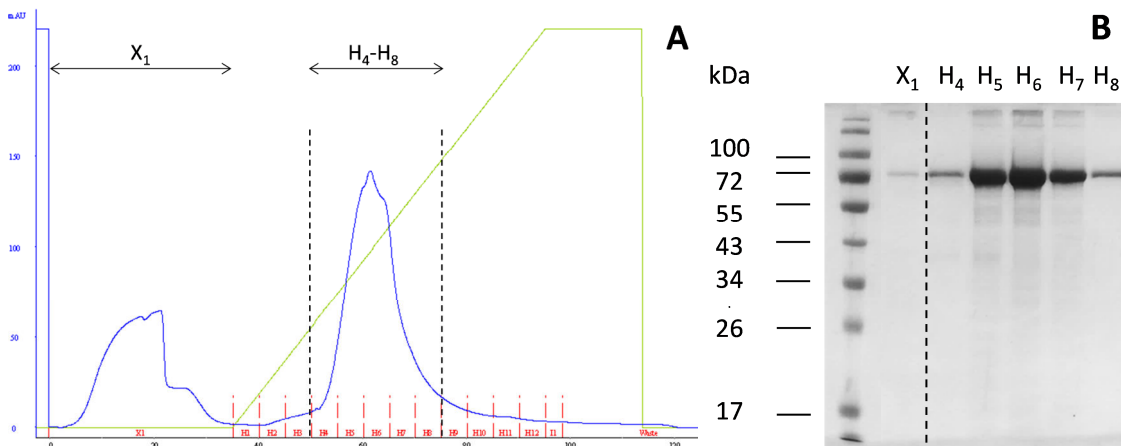 m.AU
A
B
X₁
H₄-H₈
kDa
X₁ H₄ H₅ H₆ H₇ H₈
200
150
100
50
0
100
72
55
43
34
26
17
X1 H1 H2 H3 H4 H5 H6 H7 H8 H9 H10 H11 H12 I1
0 20 40 60 80 100 120